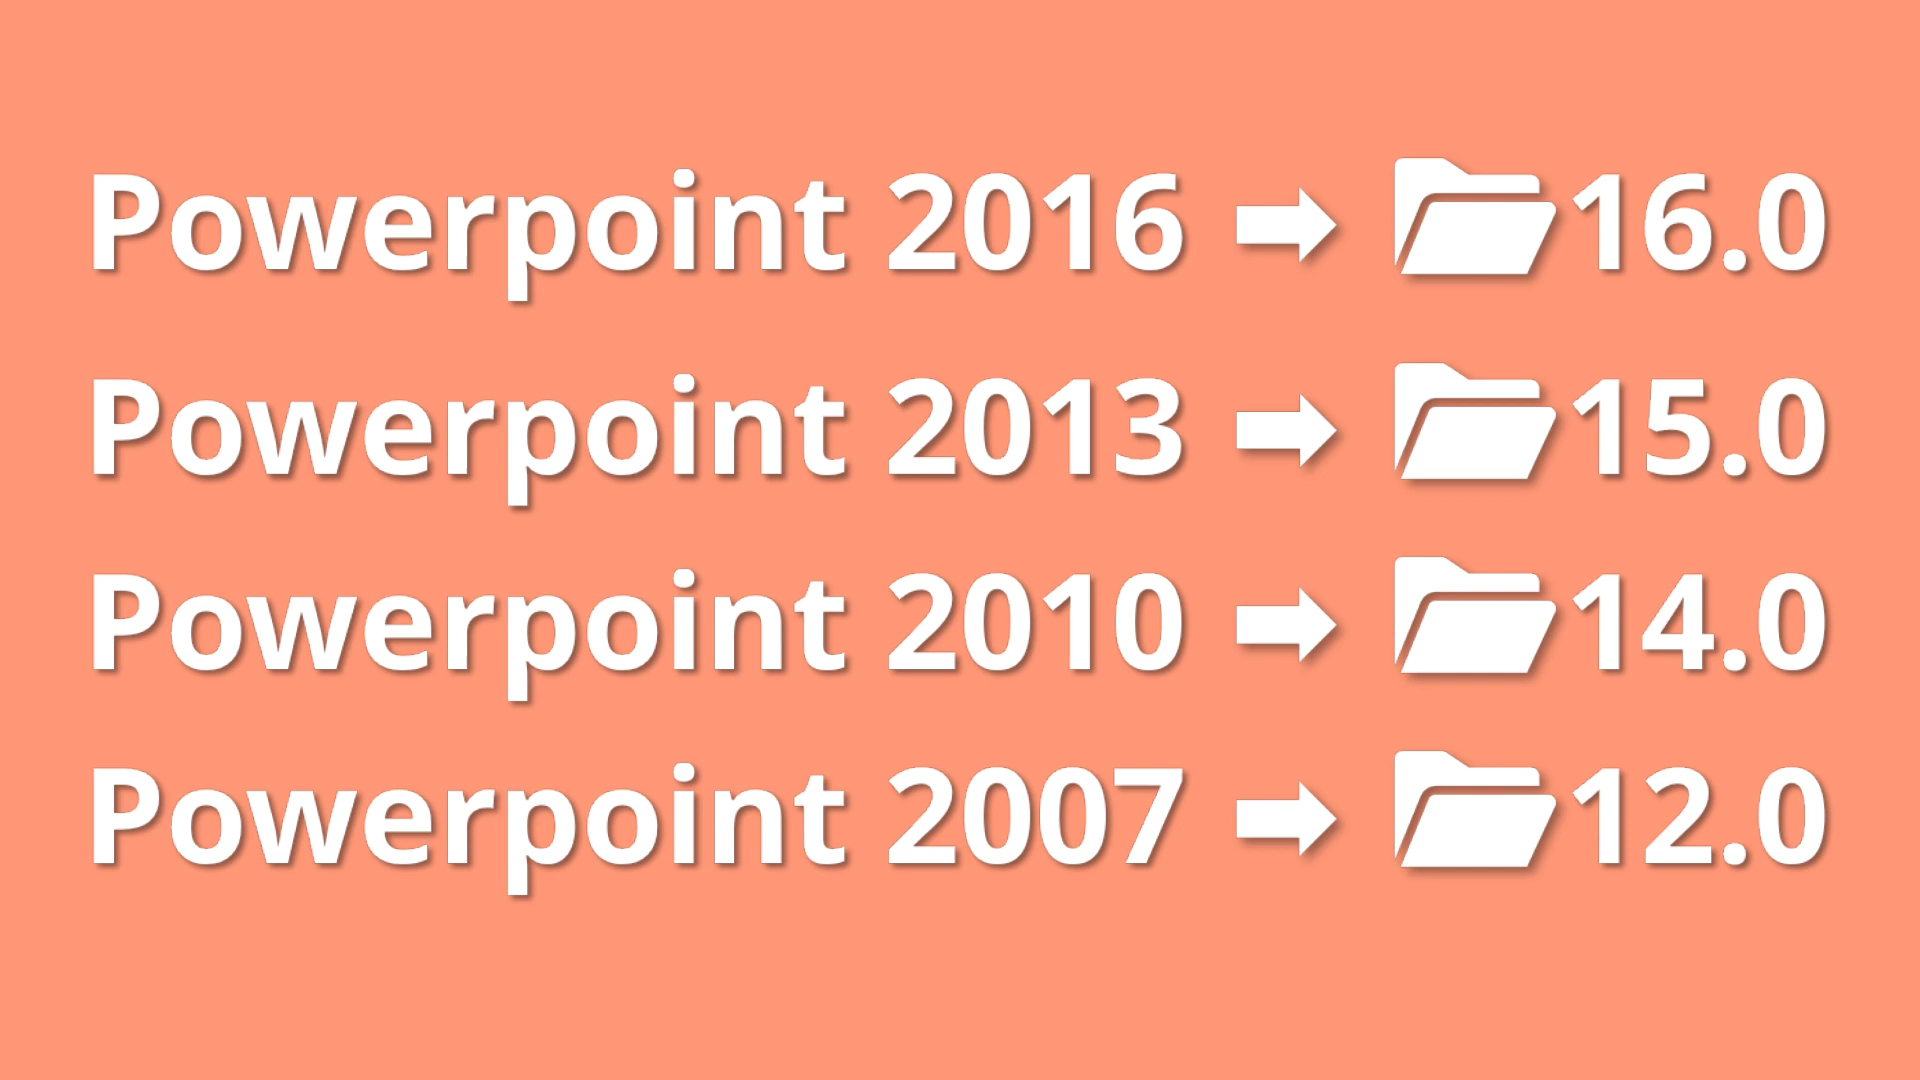 Powerpoint 2016 ➡ 16.0
Powerpoint 2013 ➡ 15.0
Powerpoint 2010 ➡ 14.0
Powerpoint 2007 ➡ 12.0